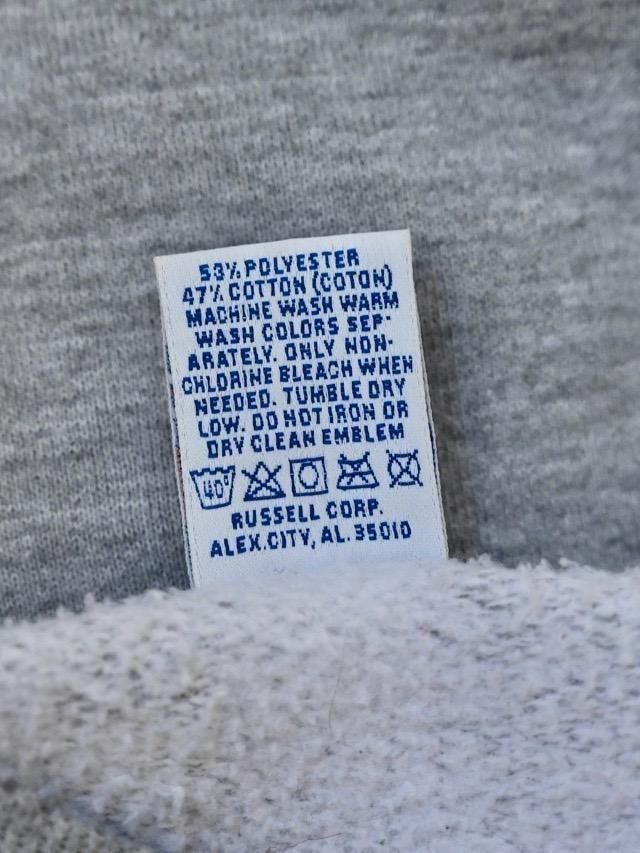 53% POLYESTER
47% COTTON (COTON)
MACHINE WASH WARM
WASH COLORS SEP-
ARATELY. ONLY NON-
CHLORINE BLEACH WHEN
NEEDED. TUMBLE DRY
LOW. DO NOT IRON OR
DRY CLEAN EMBLEM
40°
RUSSELL CORP.
ALEX.CITY, AL. 35010